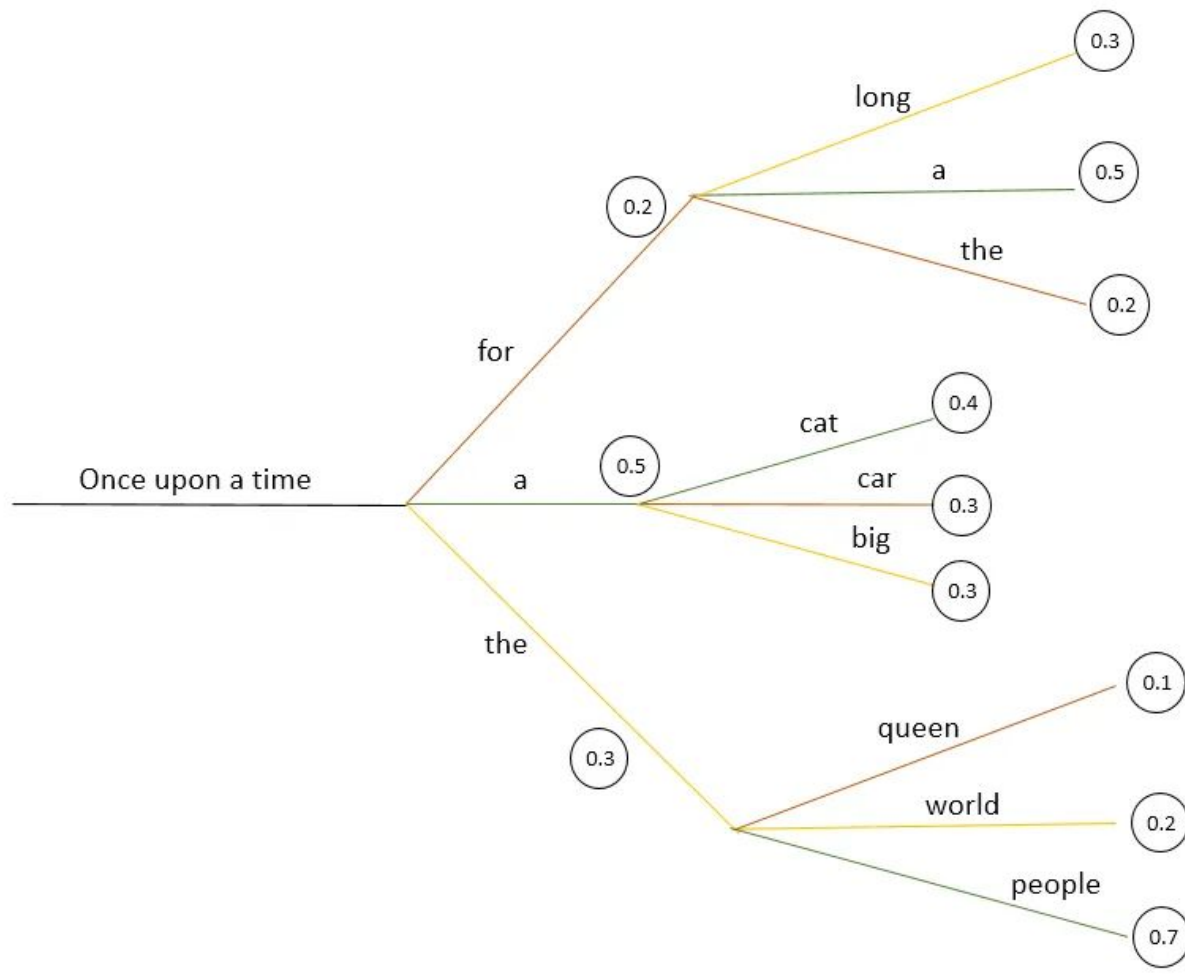 0.3
long
a
0.5
0.2
the
0.2
for
0.4
cat
0.5
Once upon a time
a
car
0.3
big
0.3
the
0.1
queen
0.3
world
0.2
people
0.7